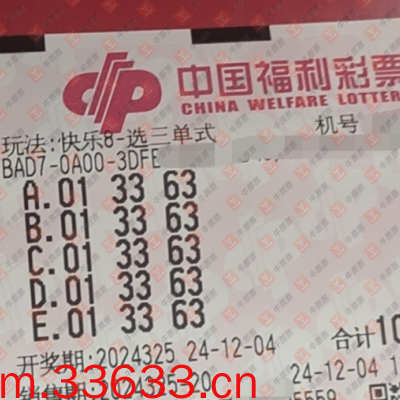 中国福利彩票
CHINA WELFARE LOTTER
玩法:快乐8-选三单式 机号
BAD7-0A00-3DFE
A.01 33 63
B.01 33 63
C.01 33 63
D.01 33 63
E.01 33 63
合计10
开奖期:2024325 24-12-04
24-12-04 1
m.33633.cn
5559